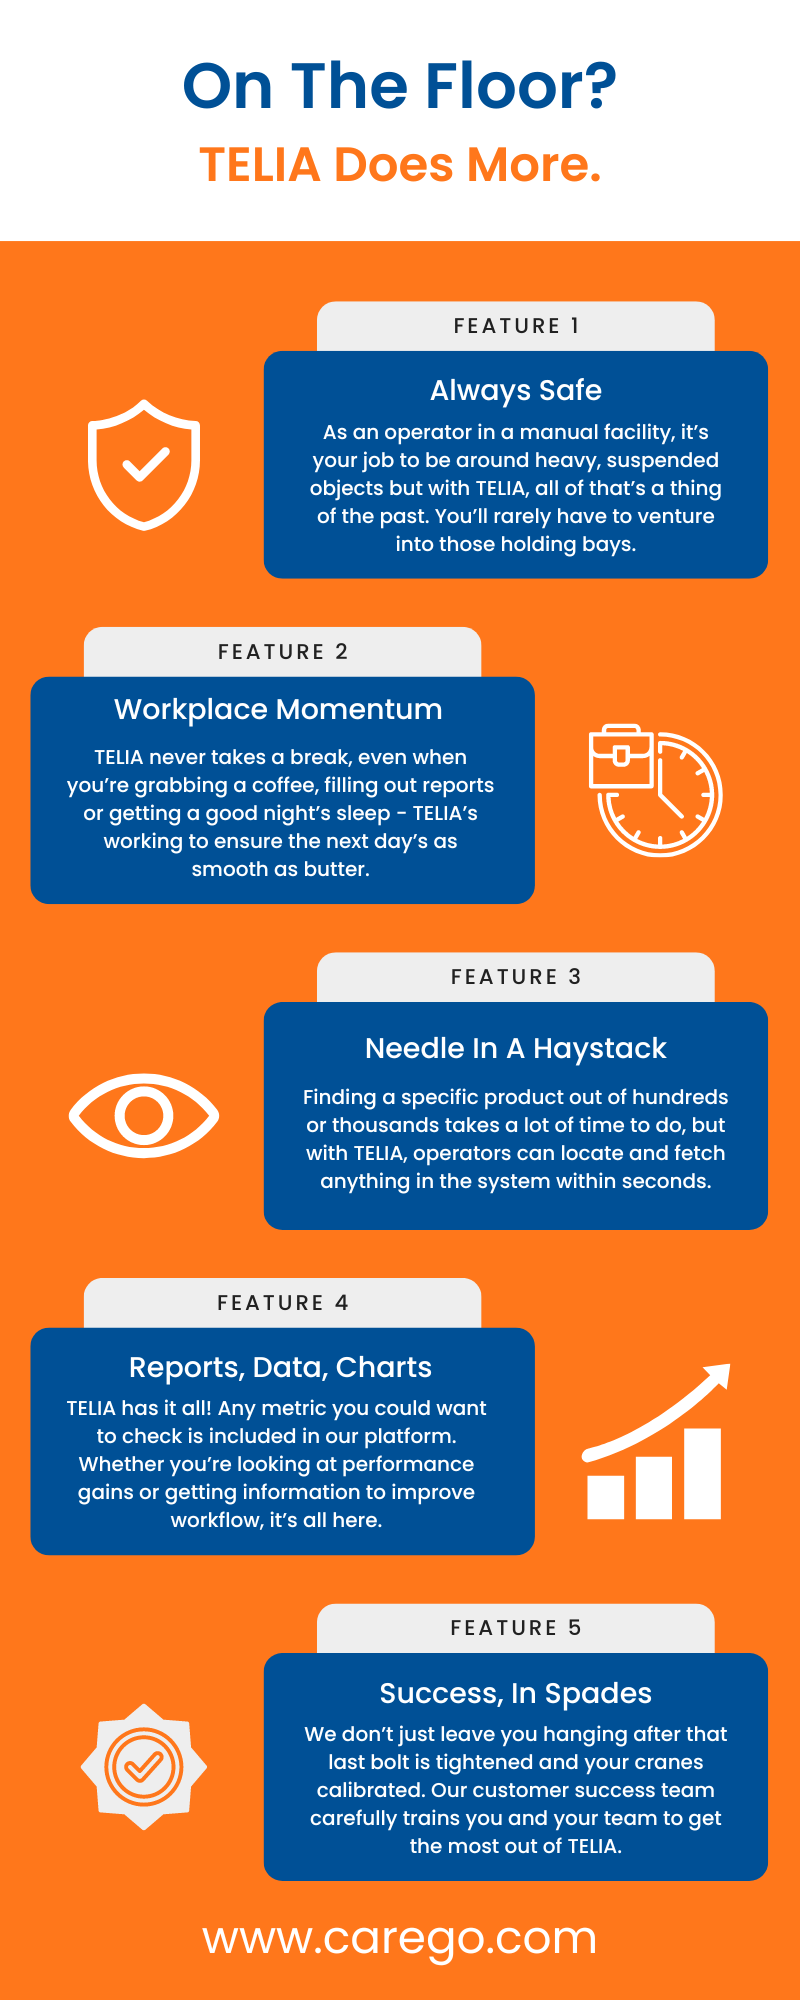 On The Floor?
TELIA Does More.
FEATURE 1
Always Safe
As an operator in a manual facility, it’s
your job to be around heavy, suspended
objects but with TELIA, all of that’s a thing
of the past. You’ll rarely have to venture
into those holding bays.
FEATURE 2
Workplace Momentum
TELIA never takes a break, even when
you’re grabbing a coffee, filling out reports
or getting a good night’s sleep - TELIA’s
working to ensure the next day’s as
smooth as butter.
FEATURE 3
Needle In A Haystack
Finding a specific product out of hundreds
or thousands takes a lot of time to do, but
with TELIA, operators can locate and fetch
anything in the system within seconds.
FEATURE 4
Reports, Data, Charts
TELIA has it all! Any metric you could want
to check is included in our platform.
Whether you’re looking at performance
gains or getting information to improve
workflow, it’s all here.
FEATURE 5
Success, In Spades
We don’t just leave you hanging after that
last bolt is tightened and your cranes
calibrated. Our customer success team
carefully trains you and your team to get
the most out of TELIA.
www.carego.com